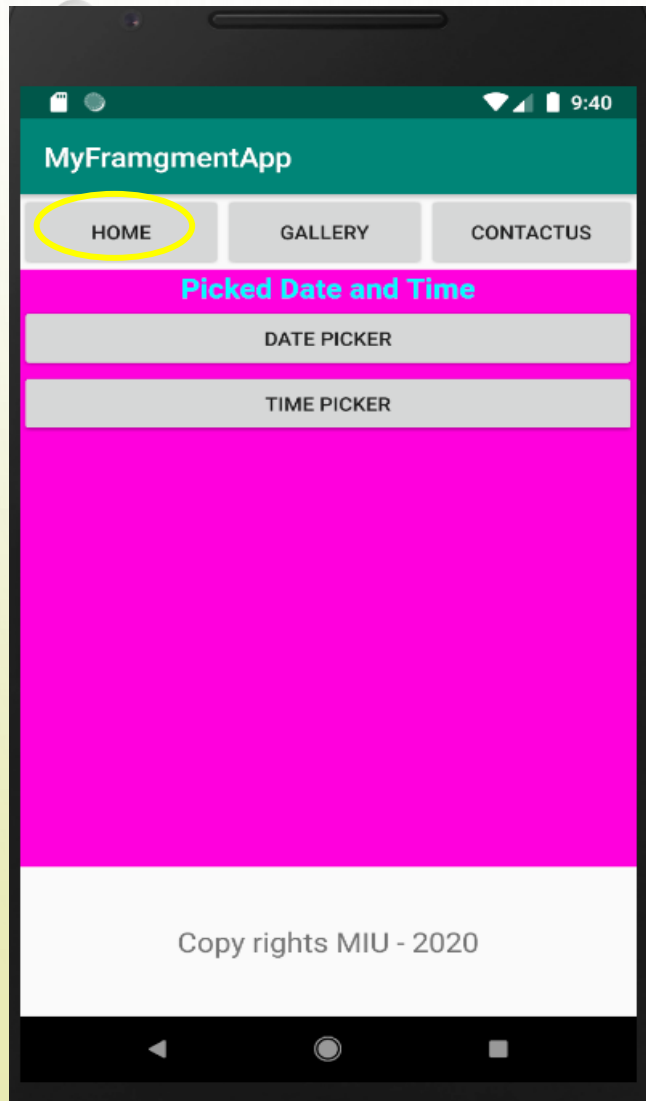 9:40
MyFramgmentApp
HOME GALLERY CONTACTUS
Picked Date and Time
DATE PICKER
TIME PICKER
Copy rights MIU - 2020